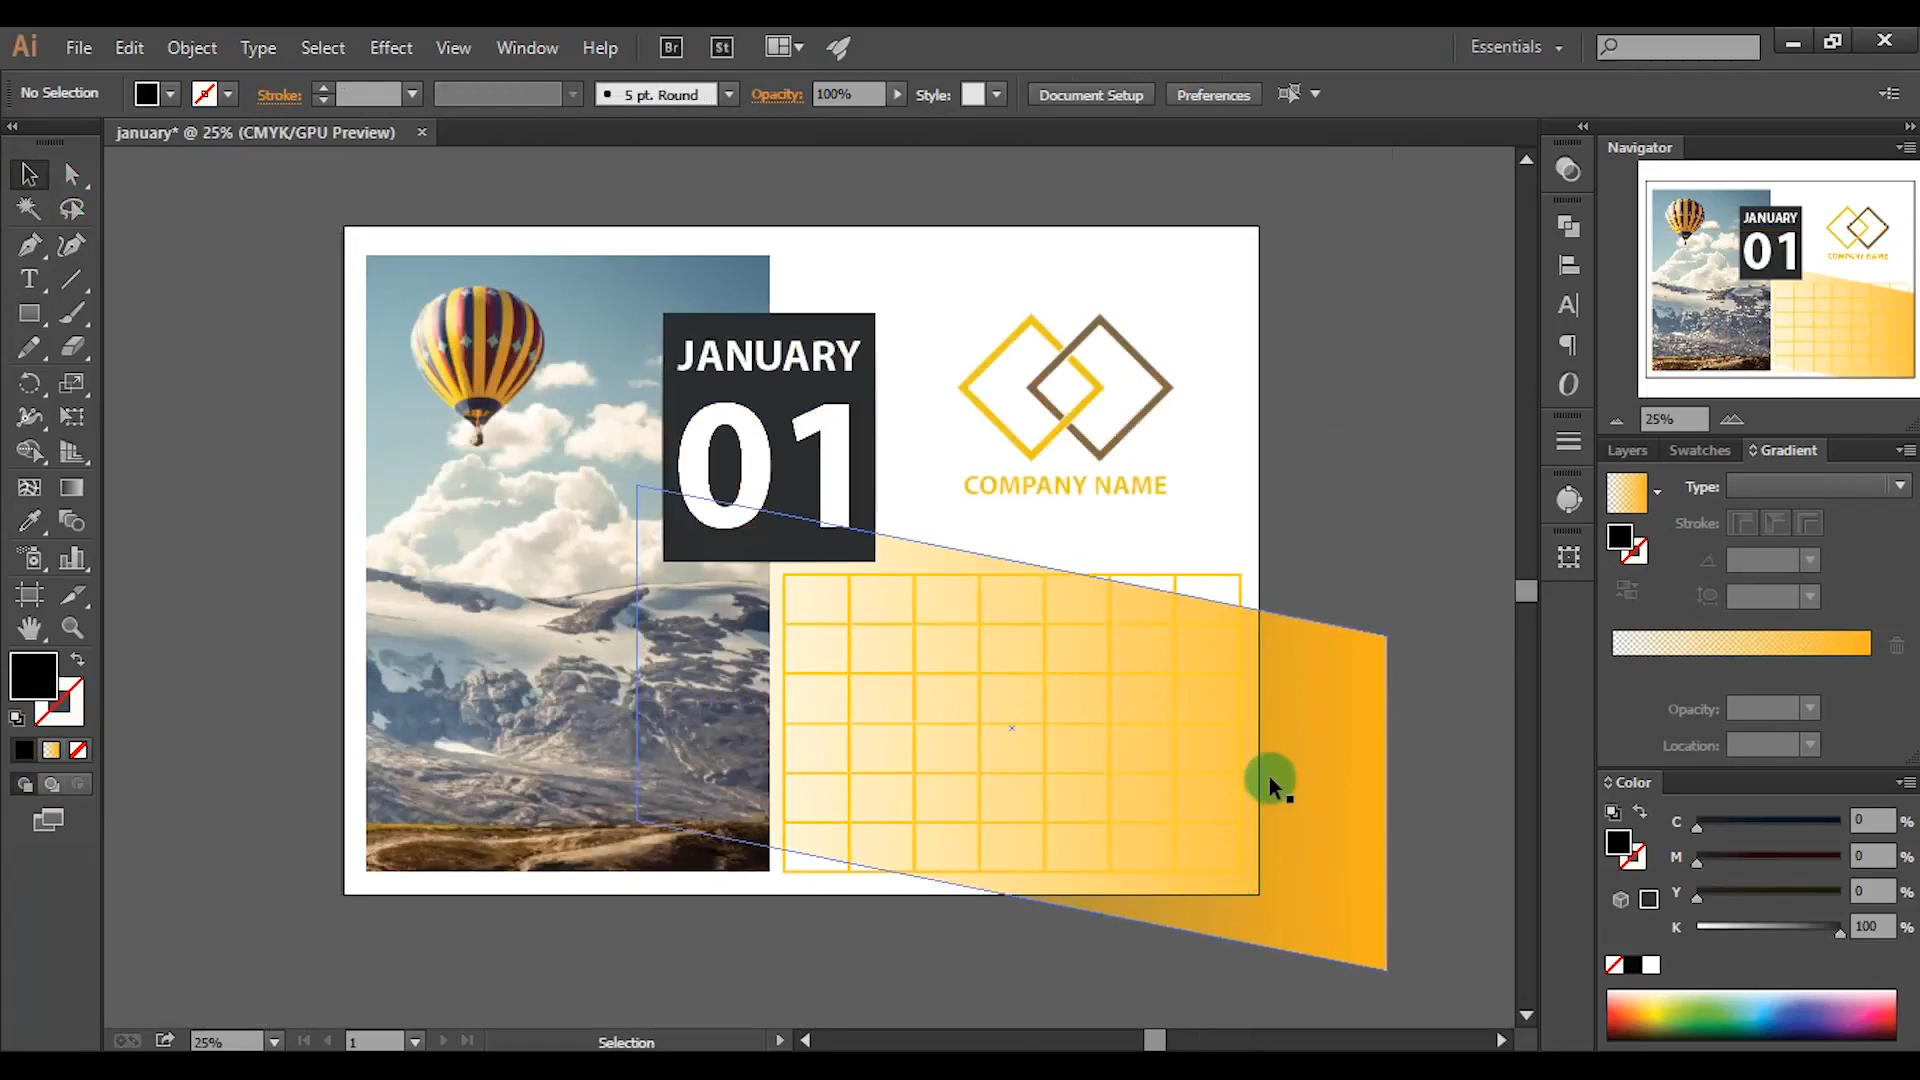 Ai File Edit Object Type Select Effect View Window Help Br St Essentials
No Selection Stroke: 5 pt. Round Opacity: 100% Style: Document Setup Preferences
january* @ 25% (CMYK/GPU Preview)
Navigator
JANUARY
01
COMPANY NAME
JANUARY
01
COMPANY NAME
25%
Layers Swatches Gradient
Type:
Stroke:
Opacity:
Location:
Color
C 0 %
M 0 %
Y 0 %
K 100 %
25% 1 Selection